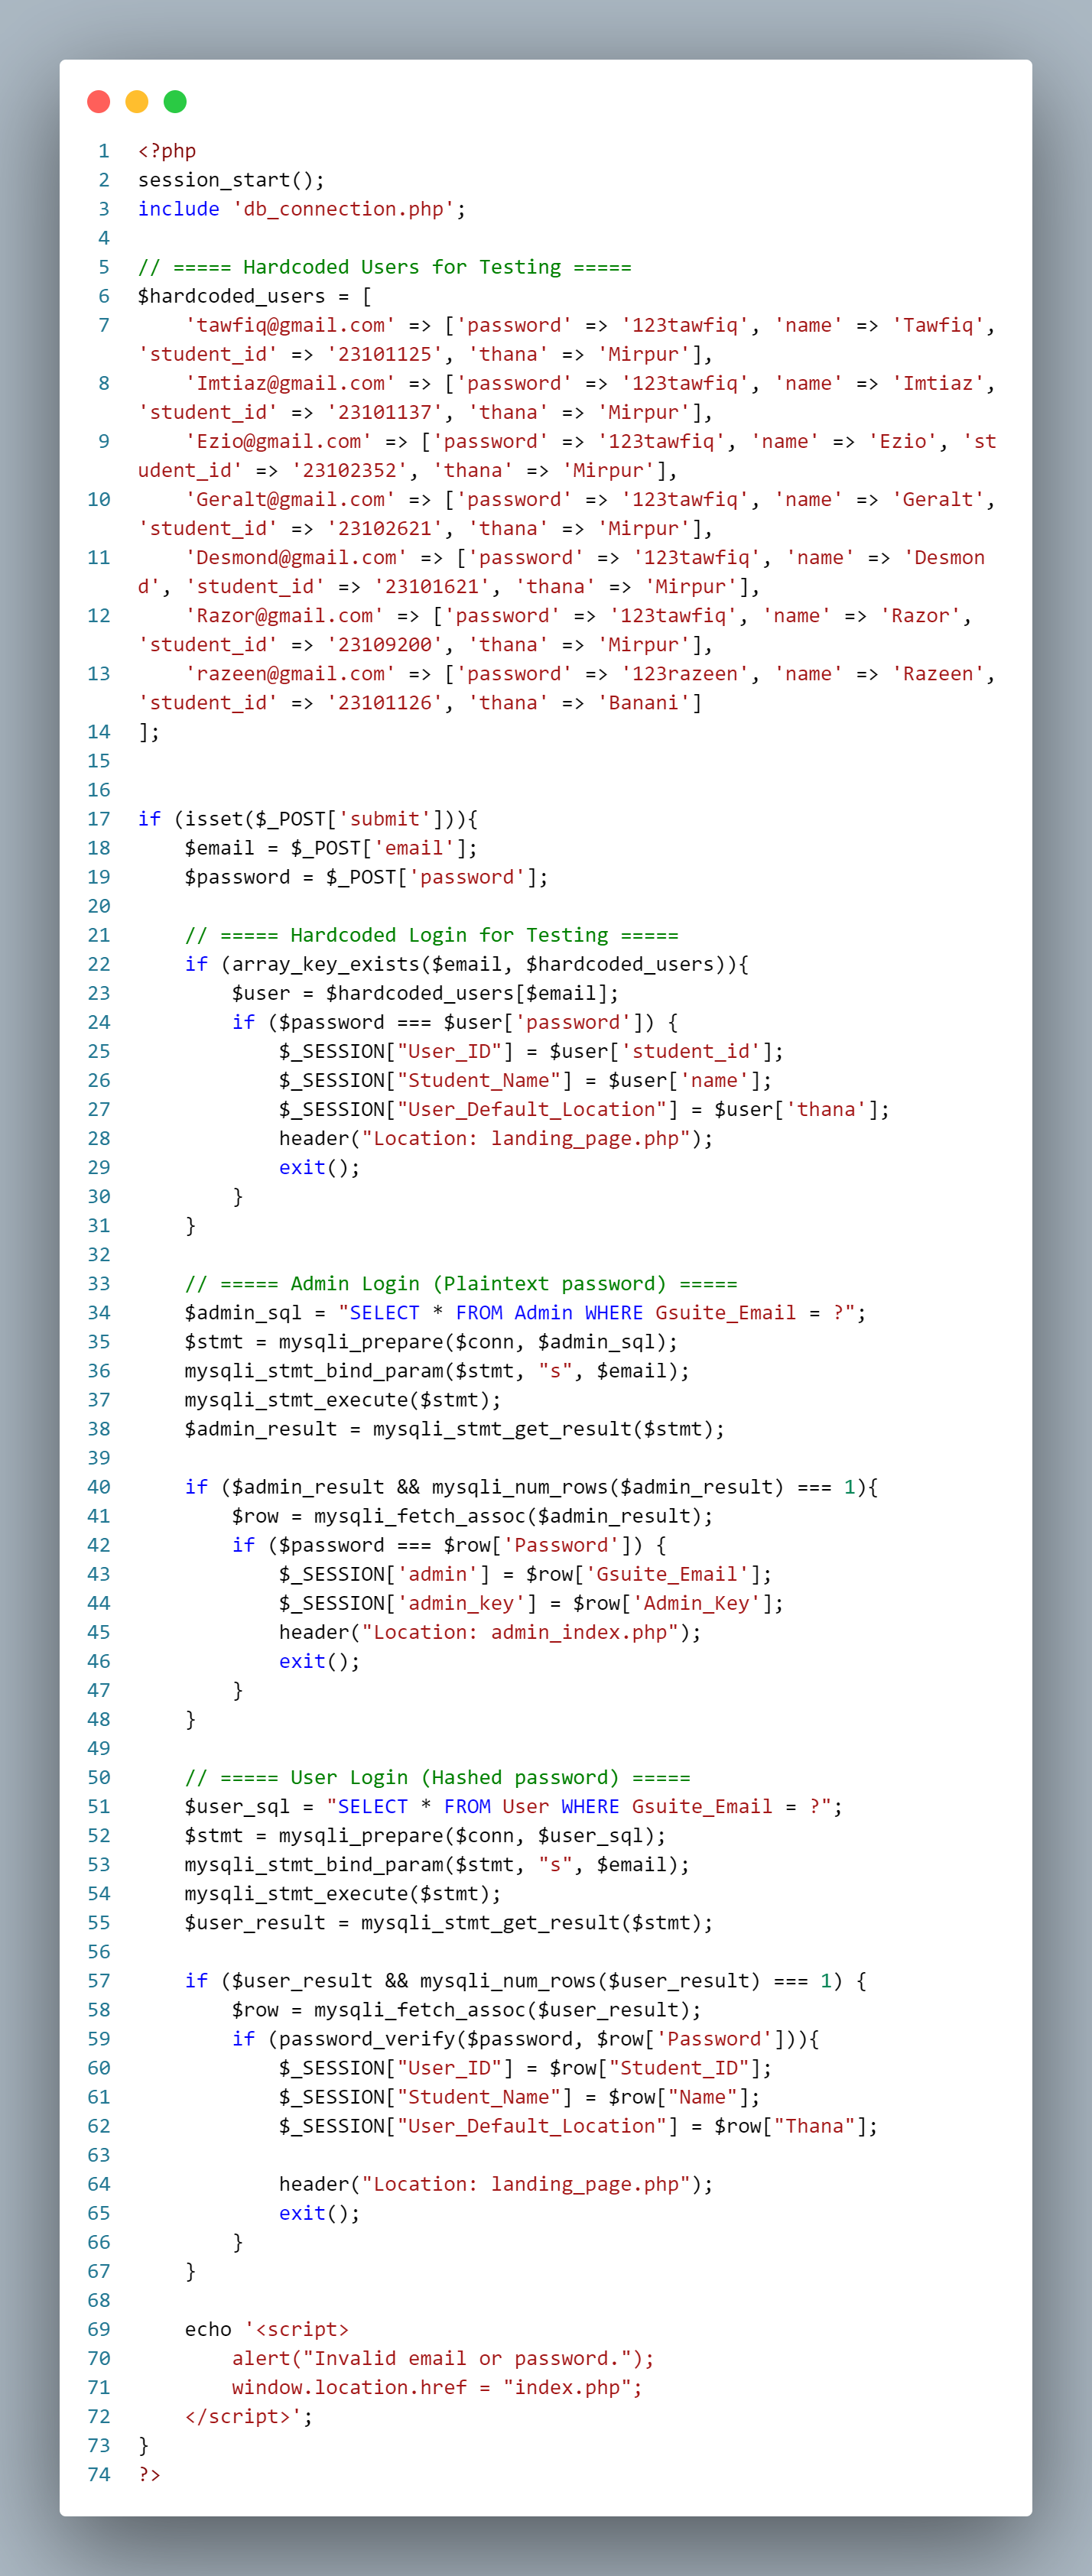 1 <?php
2 session_start();
3 include 'db_connection.php';
4
5 // ===== Hardcoded Users for Testing =====
6 $hardcoded_users = [
7     'tawfiq@gmail.com' => ['password' => '123tawfiq', 'name' => 'Tawfiq',
'student_id' => '23101125', 'thana' => 'Mirpur'],
8     'Imtiaz@gmail.com' => ['password' => '123tawfiq', 'name' => 'Imtiaz',
'student_id' => '23101137', 'thana' => 'Mirpur'],
9     'Ezio@gmail.com' => ['password' => '123tawfiq', 'name' => 'Ezio', 'st
udent_id' => '23102352', 'thana' => 'Mirpur'],
10     'Geralt@gmail.com' => ['password' => '123tawfiq', 'name' => 'Geralt',
'student_id' => '23102621', 'thana' => 'Mirpur'],
11     'Desmond@gmail.com' => ['password' => '123tawfiq', 'name' => 'Desmon
d', 'student_id' => '23101621', 'thana' => 'Mirpur'],
12     'Razor@gmail.com' => ['password' => '123tawfiq', 'name' => 'Razor',
'student_id' => '23109200', 'thana' => 'Mirpur'],
13     'razeen@gmail.com' => ['password' => '123razeen', 'name' => 'Razeen',
'student_id' => '23101126', 'thana' => 'Banani']
14 ];
15
16
17 if (isset($_POST['submit'])){
18     $email = $_POST['email'];
19     $password = $_POST['password'];
20
21     // ===== Hardcoded Login for Testing =====
22     if (array_key_exists($email, $hardcoded_users)){
23         $user = $hardcoded_users[$email];
24         if ($password === $user['password']) {
25             $_SESSION["User_ID"] = $user['student_id'];
26             $_SESSION["Student_Name"] = $user['name'];
27             $_SESSION["User_Default_Location"] = $user['thana'];
28             header("Location: landing_page.php");
29             exit();
30         }
31     }
32
33     // ===== Admin Login (Plaintext password) =====
34     $admin_sql = "SELECT * FROM Admin WHERE Gsuite_Email = ?";
35     $stmt = mysqli_prepare($conn, $admin_sql);
36     mysqli_stmt_bind_param($stmt, "s", $email);
37     mysqli_stmt_execute($stmt);
38     $admin_result = mysqli_stmt_get_result($stmt);
39
40     if ($admin_result && mysqli_num_rows($admin_result) === 1){
41         $row = mysqli_fetch_assoc($admin_result);
42         if ($password === $row['Password']) {
43             $_SESSION['admin'] = $row['Gsuite_Email'];
44             $_SESSION['admin_key'] = $row['Admin_Key'];
45             header("Location: admin_index.php");
46             exit();
47         }
48     }
49
50     // ===== User Login (Hashed password) =====
51     $user_sql = "SELECT * FROM User WHERE Gsuite_Email = ?";
52     $stmt = mysqli_prepare($conn, $user_sql);
53     mysqli_stmt_bind_param($stmt, "s", $email);
54     mysqli_stmt_execute($stmt);
55     $user_result = mysqli_stmt_get_result($stmt);
56
57     if ($user_result && mysqli_num_rows($user_result) === 1) {
58         $row = mysqli_fetch_assoc($user_result);
59         if (password_verify($password, $row['Password'])){
60             $_SESSION["User_ID"] = $row["Student_ID"];
61             $_SESSION["Student_Name"] = $row["Name"];
62             $_SESSION["User_Default_Location"] = $row["Thana"];
63
64             header("Location: landing_page.php");
65             exit();
66         }
67     }
68
69     echo '<script>
70         alert("Invalid email or password.");
71         window.location.href = "index.php";
72     </script>';
73 }
74 ?>